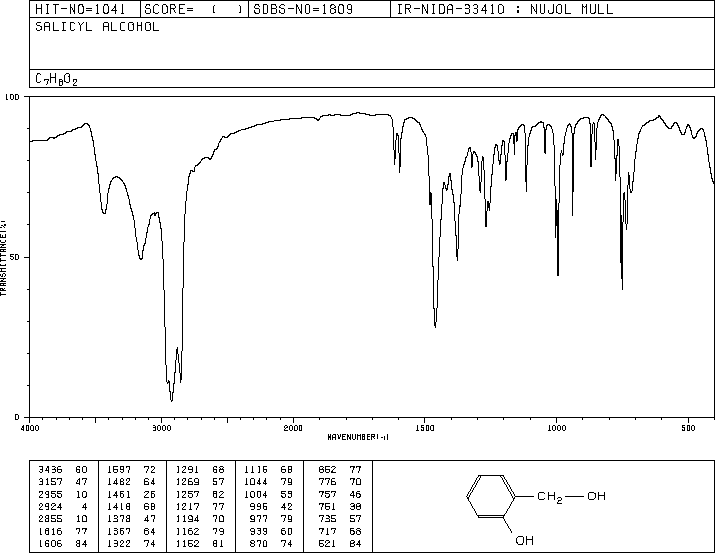 HIT-NO=1041 SCORE= ( ) SDBS-NO=1809 IR-NIDA-33410 : NUJOL MULL
SALICYL ALCOHOL
C7H8O2
100
TRANSMITTANCE(%)
50
0
4000 3000 2000 1500 1000 500
WAVENUMBER(-1)
3436 60 1597 72 1291 68 1116 68 852 77
3157 47 1482 64 1269 57 1044 79 776 70
2955 10 1461 26 1257 62 1004 53 757 46
2924 4 1418 68 1217 77 996 42 751 38
2855 10 1378 47 1194 70 977 79 735 57
1616 77 1367 64 1162 79 939 60 717 68
1606 84 1322 74 1152 81 870 74 521 84
CH2 OH
OH